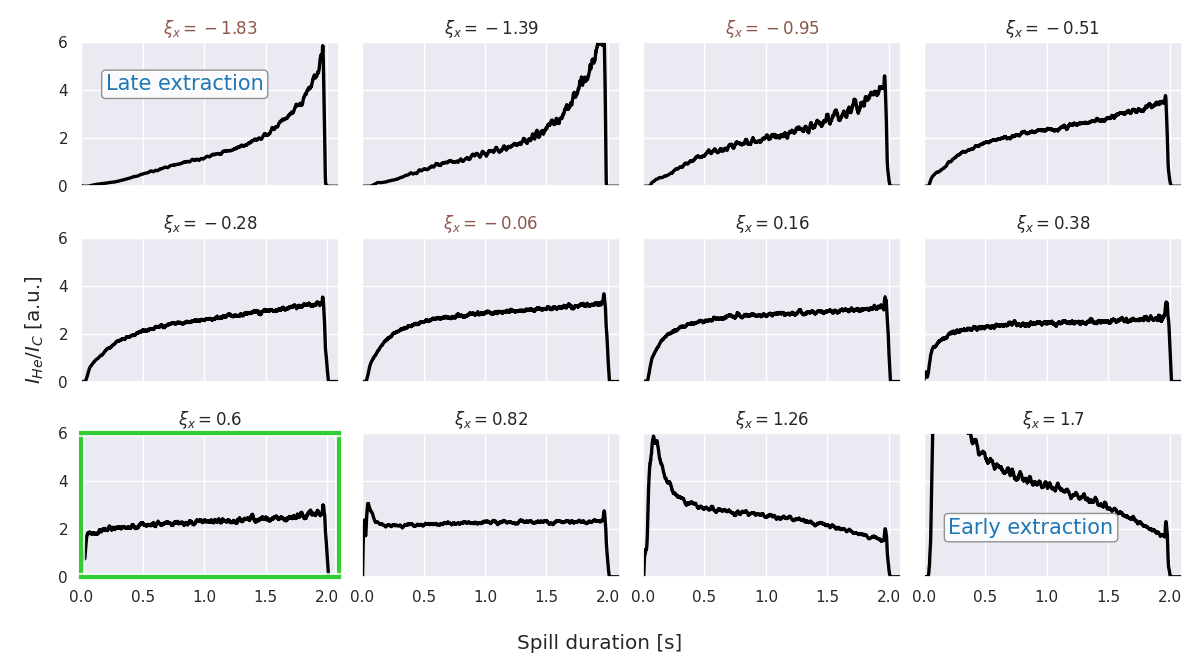 ξₓ = −1.83 ξₓ = −1.39 ξₓ = −0.95 ξₓ = −0.51
6
Late extraction
4
2
0
ξₓ = −0.28 ξₓ = −0.06 ξₓ = 0.16 ξₓ = 0.38
6
4
2
0
I_He/I_C [a.u.]
ξₓ = 0.6 ξₓ = 0.82 ξₓ = 1.26 ξₓ = 1.7
6
4
2
Early extraction
0
0.0 0.5 1.0 1.5 2.0 0.0 0.5 1.0 1.5 2.0 0.0 0.5 1.0 1.5 2.0 0.0 0.5 1.0 1.5 2.0
Spill duration [s]